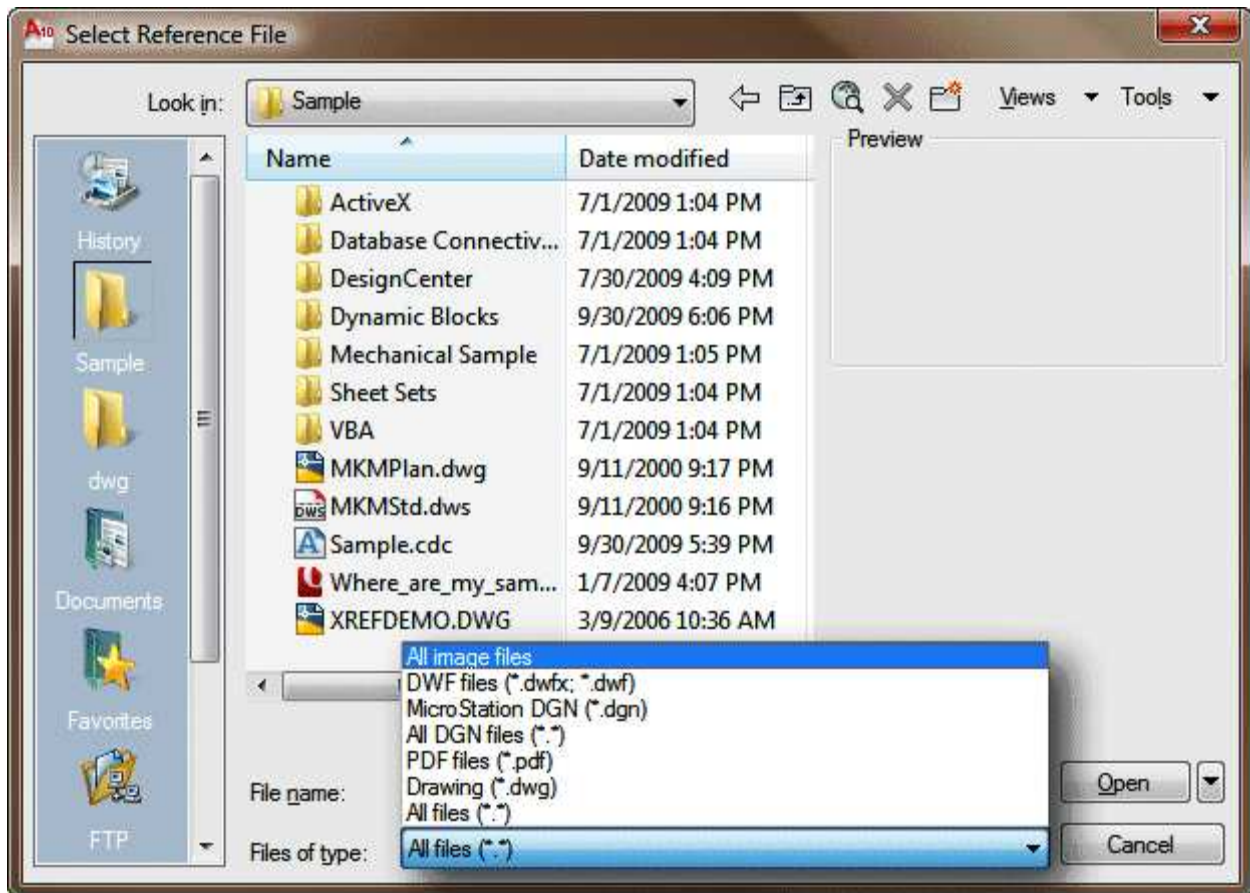 A10 Select Reference File
Look in: Sample Views Tools
Name Date modified Preview
History
Sample
dwg
Documents
Favorites
FTP
ActiveX 7/1/2009 1:04 PM
Database Connectiv... 7/1/2009 1:04 PM
DesignCenter 7/30/2009 4:09 PM
Dynamic Blocks 9/30/2009 6:06 PM
Mechanical Sample 7/1/2009 1:05 PM
Sheet Sets 7/1/2009 1:04 PM
VBA 7/1/2009 1:04 PM
MKMPlan.dwg 9/11/2000 9:17 PM
DWS MKMStd.dws 9/11/2000 9:16 PM
Sample.cdc 9/30/2009 5:39 PM
Where_are_my_sam... 1/7/2009 4:07 PM
XREFDEMO.DWG 3/9/2006 10:36 AM
All image files
DWF files (*.dwfx; *.dwf)
MicroStation DGN (*.dgn)
All DGN files (*.*)
PDF files (*.pdf)
Drawing (*.dwg)
All files (*.*)
File name: Open
Files of type: All files (*.*) Cancel